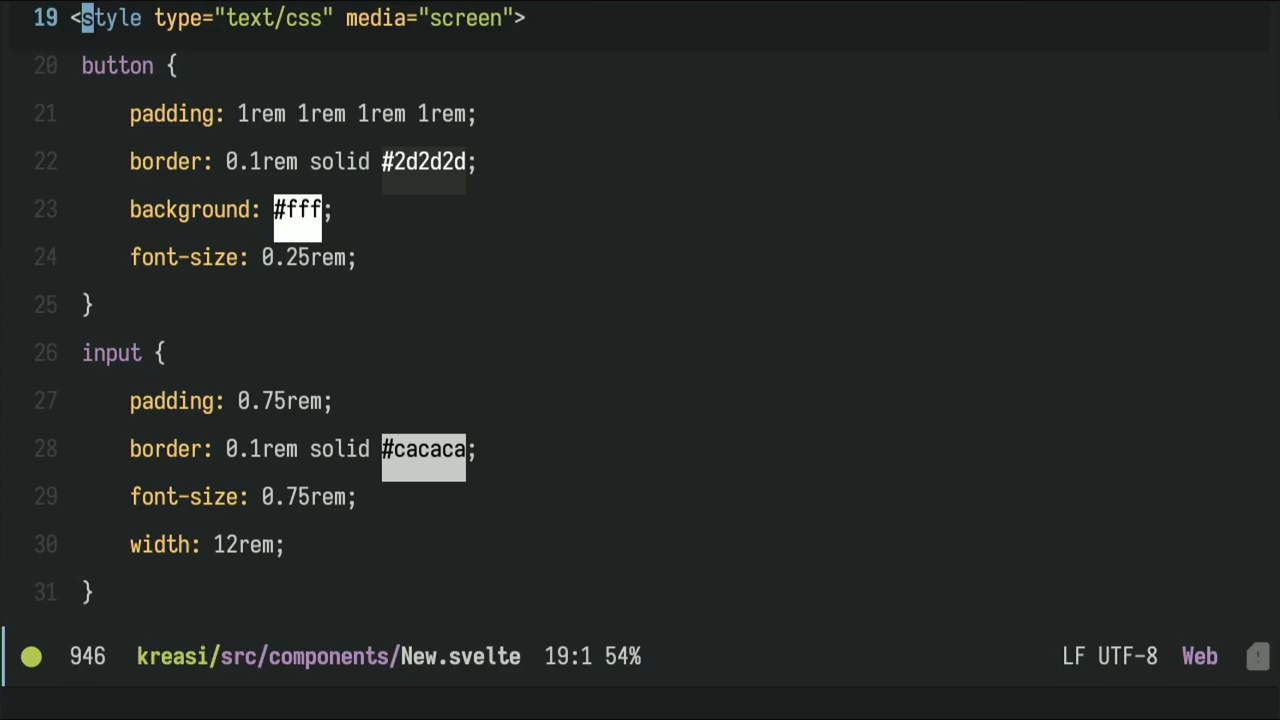 19 <style type="text/css" media="screen">
20 button {
21 padding: 1rem 1rem 1rem 1rem;
22 border: 0.1rem solid #2d2d2d;
23 background: #fff;
24 font-size: 0.25rem;
25 }
26 input {
27 padding: 0.75rem;
28 border: 0.1rem solid #cacaca;
29 font-size: 0.75rem;
30 width: 12rem;
31 }
946 kreasi/src/components/New.svelte 19:1 54% LF UTF-8 Web